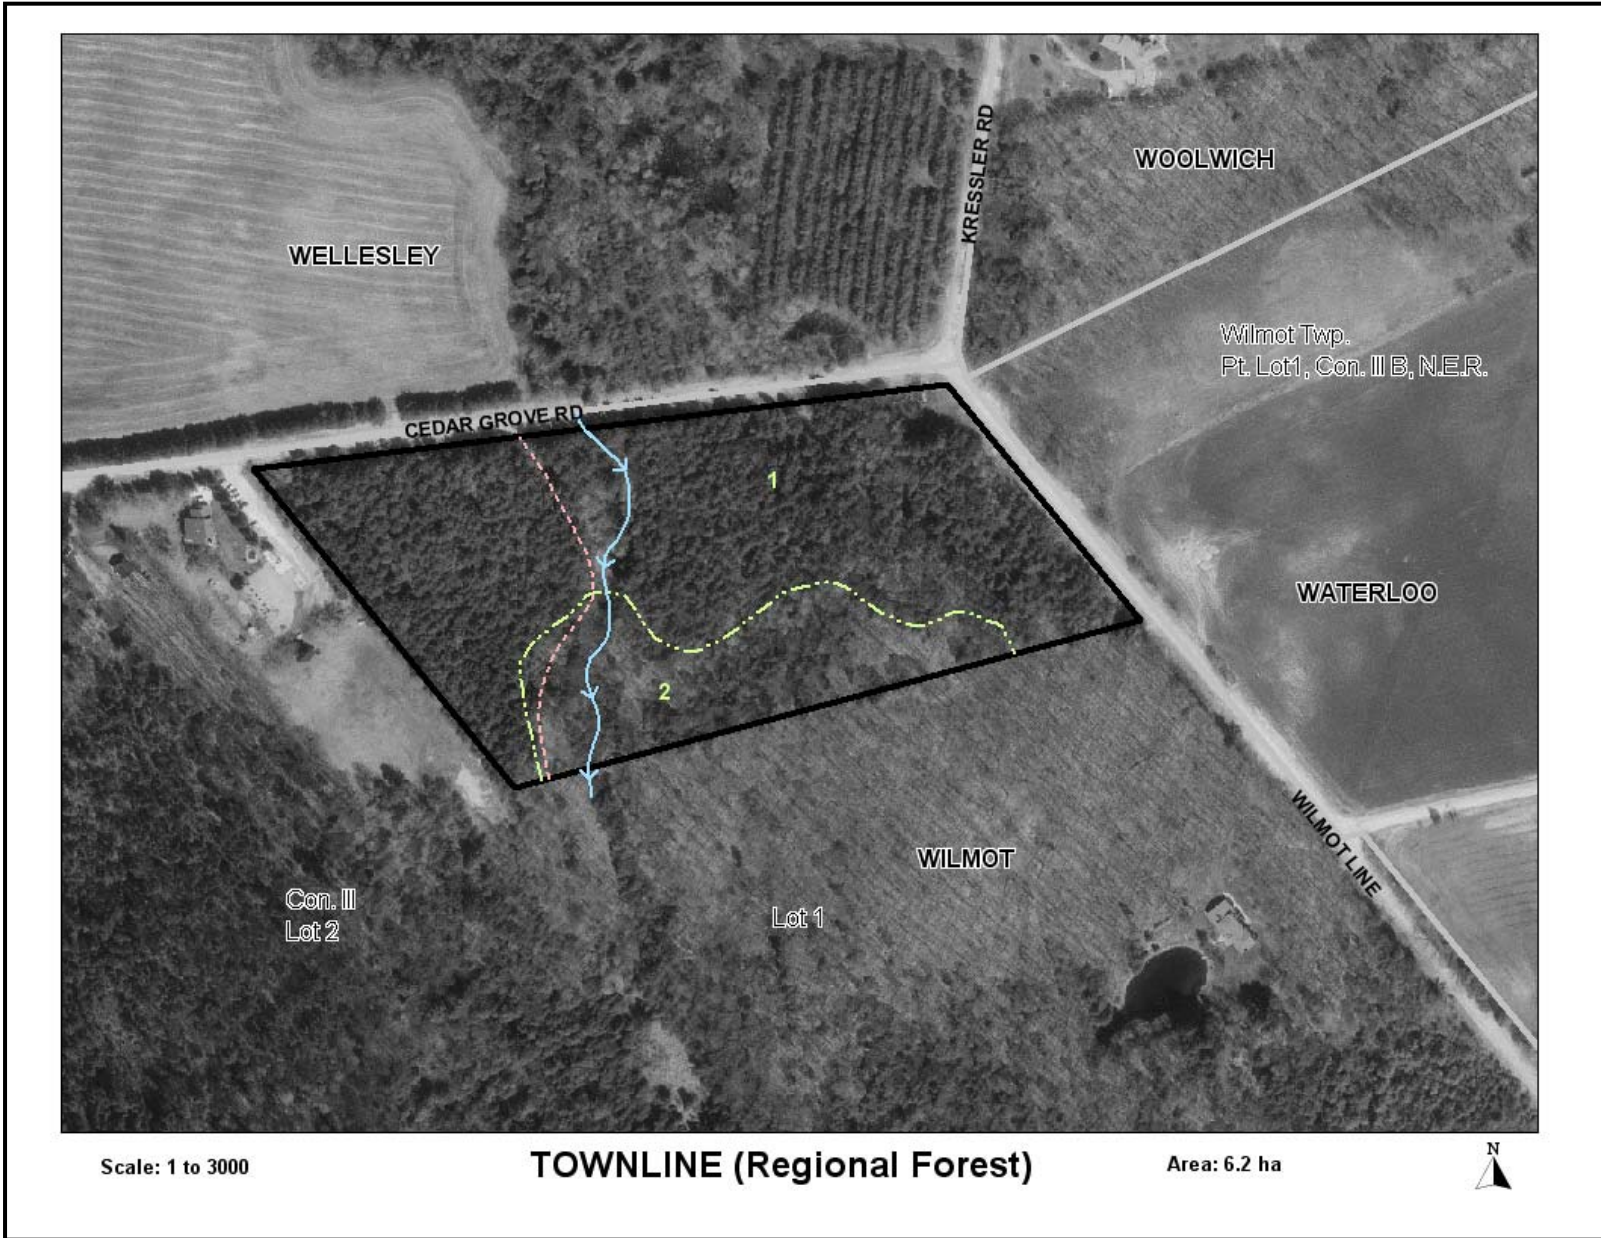 KRESSLER RD
WOOLWICH
WELLESLEY
Wilmot Twp.
Pt. Lot1, Con. III B, N.E.R.
CEDAR GROVE RD
1
WATERLOO
2
WILMOT LINE
WILMOT
Con. III
Lot 2
Lot 1
Scale: 1 to 3000
TOWNLINE (Regional Forest)
Area: 6.2 ha
N